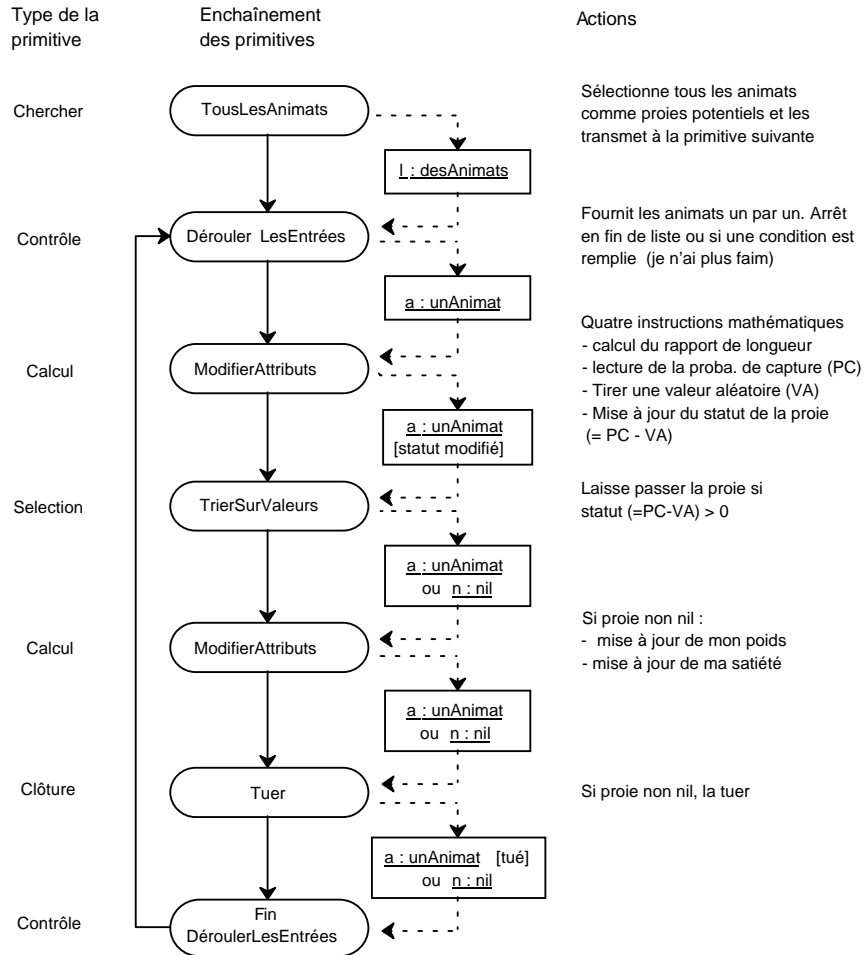 Type de la
primitive
Enchaînement
des primitives
Actions
Chercher
TousLesAnimats
Sélectionne tous les animats
comme proies potentiels et les
transmet à la primitive suivante
l : desAnimats
Contrôle
Dérouler LesEntrées
Fournit les animats un par un. Arrêt
en fin de liste ou si une condition est
remplie (je n'ai plus faim)
a : unAnimat
Calcul
ModifierAttributs
Quatre instructions mathématiques
- calcul du rapport de longueur
- lecture de la proba. de capture (PC)
- Tirer une valeur aléatoire (VA)
- Mise à jour du statut de la proie
(= PC - VA)
a : unAnimat
[statut modifié]
Selection
TrierSurValeurs
Laisse passer la proie si
statut (=PC-VA) > 0
a : unAnimat
ou n : nil
Calcul
ModifierAttributs
Si proie non nil :
- mise à jour de mon poids
- mise à jour de ma satiété
a : unAnimat
ou n : nil
Clôture
Tuer
Si proie non nil, la tuer
a : unAnimat [tué]
ou n : nil
Contrôle
Fin
DéroulerLesEntrées